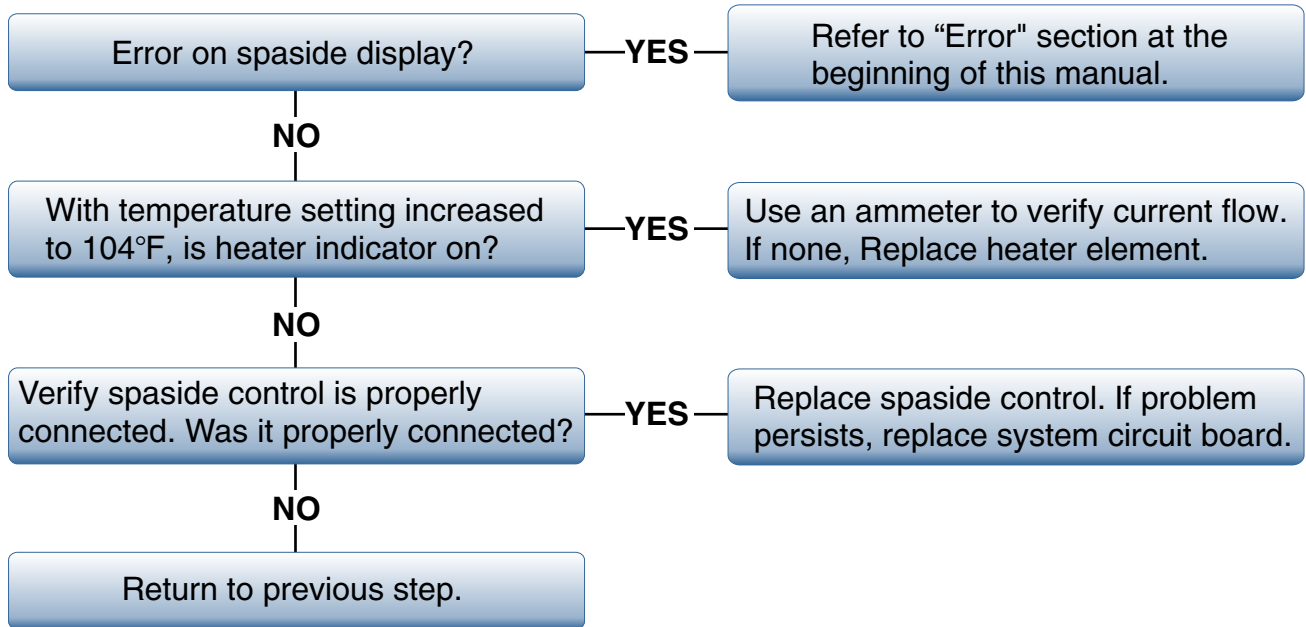 Error on spaside display?
YES
Refer to “Error" section at the
beginning of this manual.
NO
With temperature setting increased
to 104°F, is heater indicator on?
YES
Use an ammeter to verify current flow.
If none, Replace heater element.
NO
Verify spaside control is properly
connected. Was it properly connected?
YES
Replace spaside control. If problem
persists, replace system circuit board.
NO
Return to previous step.